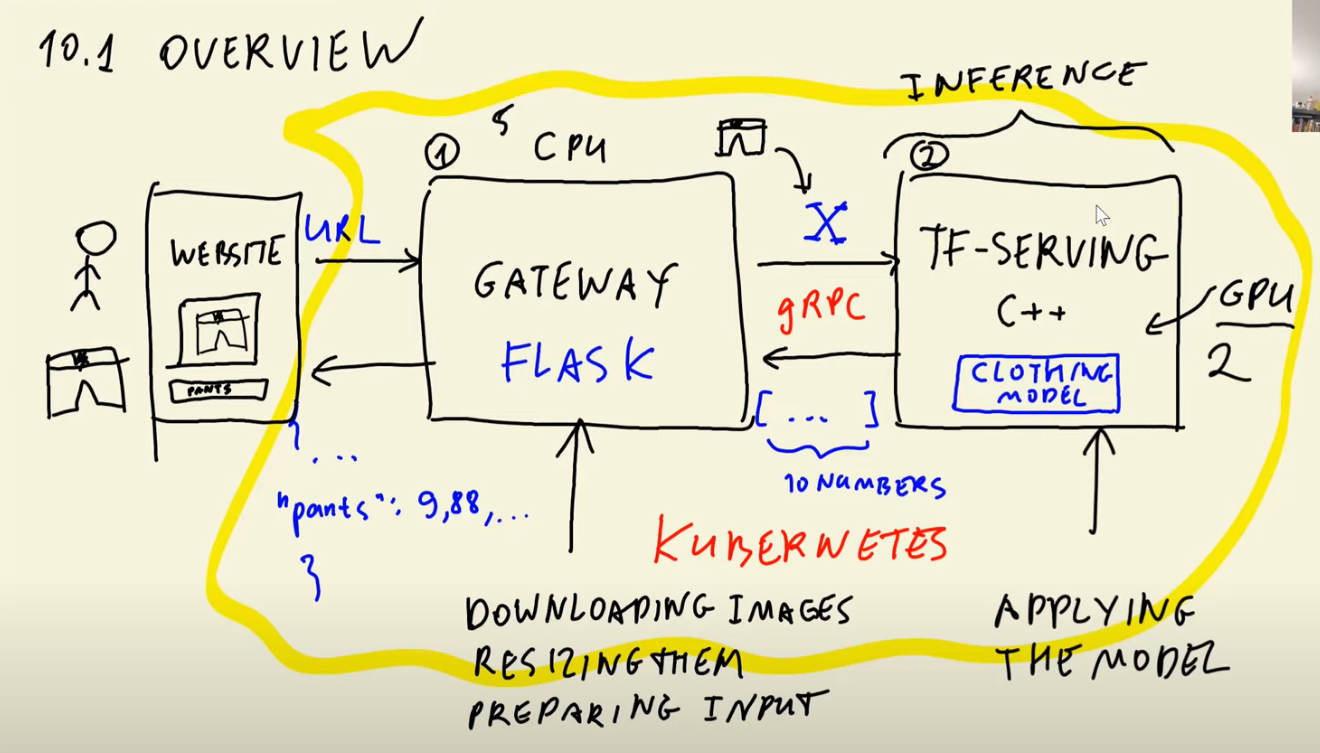 10.1 OVERVIEW
INFERENCE
1
5
CPU
2
WEBSITE
PANTS
URL
GATEWAY
FLASK
X
gRPC
[ ... ]
10 NUMBERS
TF-SERVING
C++
CLOTHING
MODEL
GPU
2
{
...
"pants": 9,88,...
}
KUBERNETES
DOWNLOADING IMAGES
RESIZING THEM
PREPARING INPUT
APPLYING
THE MODEL